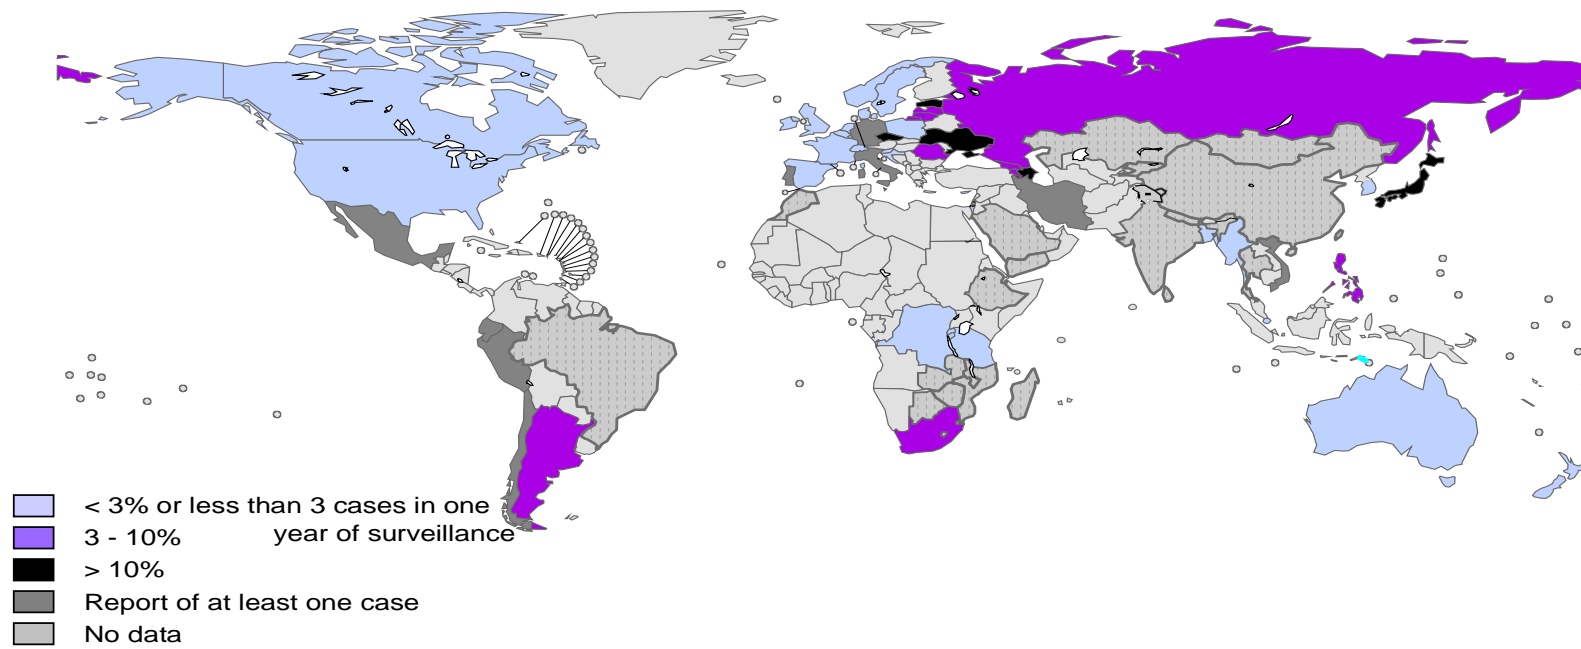 < 3% or less than 3 cases in one
year of surveillance
3 - 10%
> 10%
Report of at least one case
No data